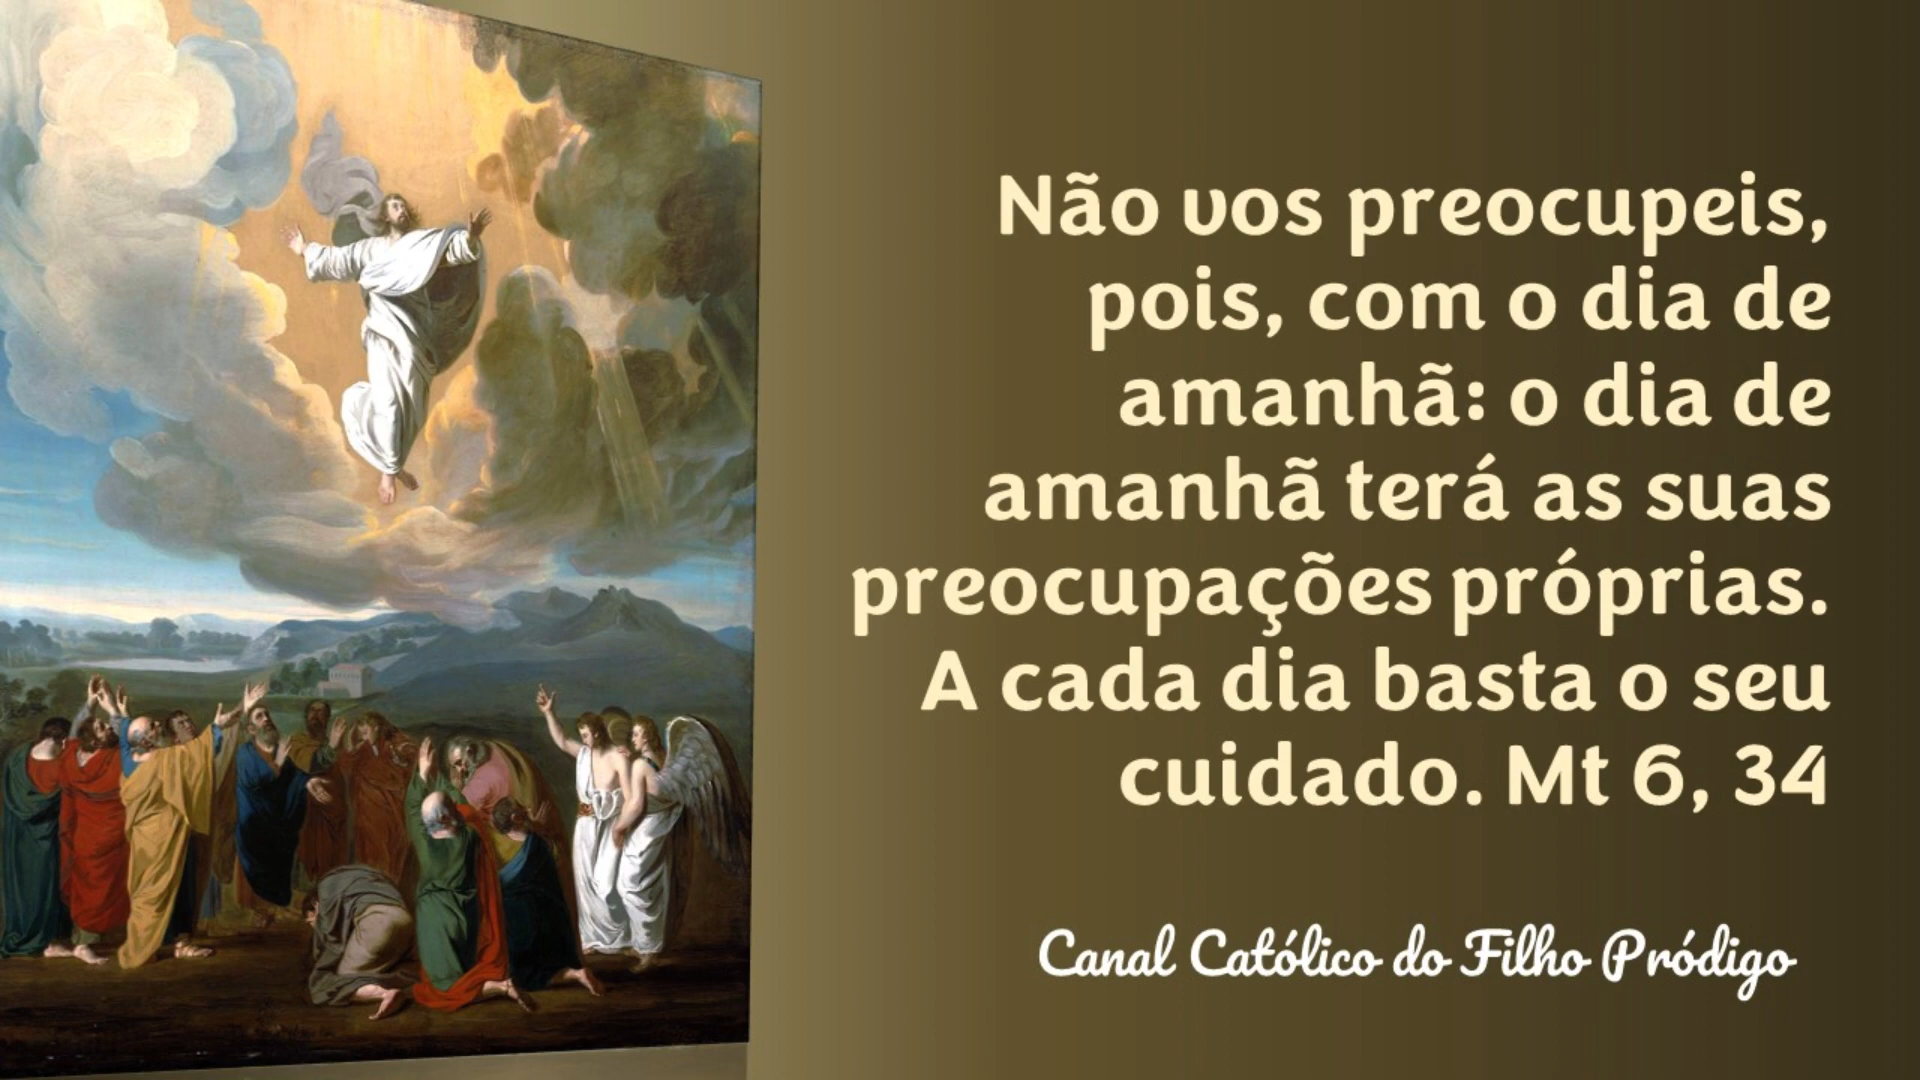 Não vos preocupeis,
pois, com o dia de
amanhã: o dia de
amanhã terá as suas
preocupações próprias.
A cada dia basta o seu
cuidado. Mt 6, 34
Canal Católico do Filho Pródigo